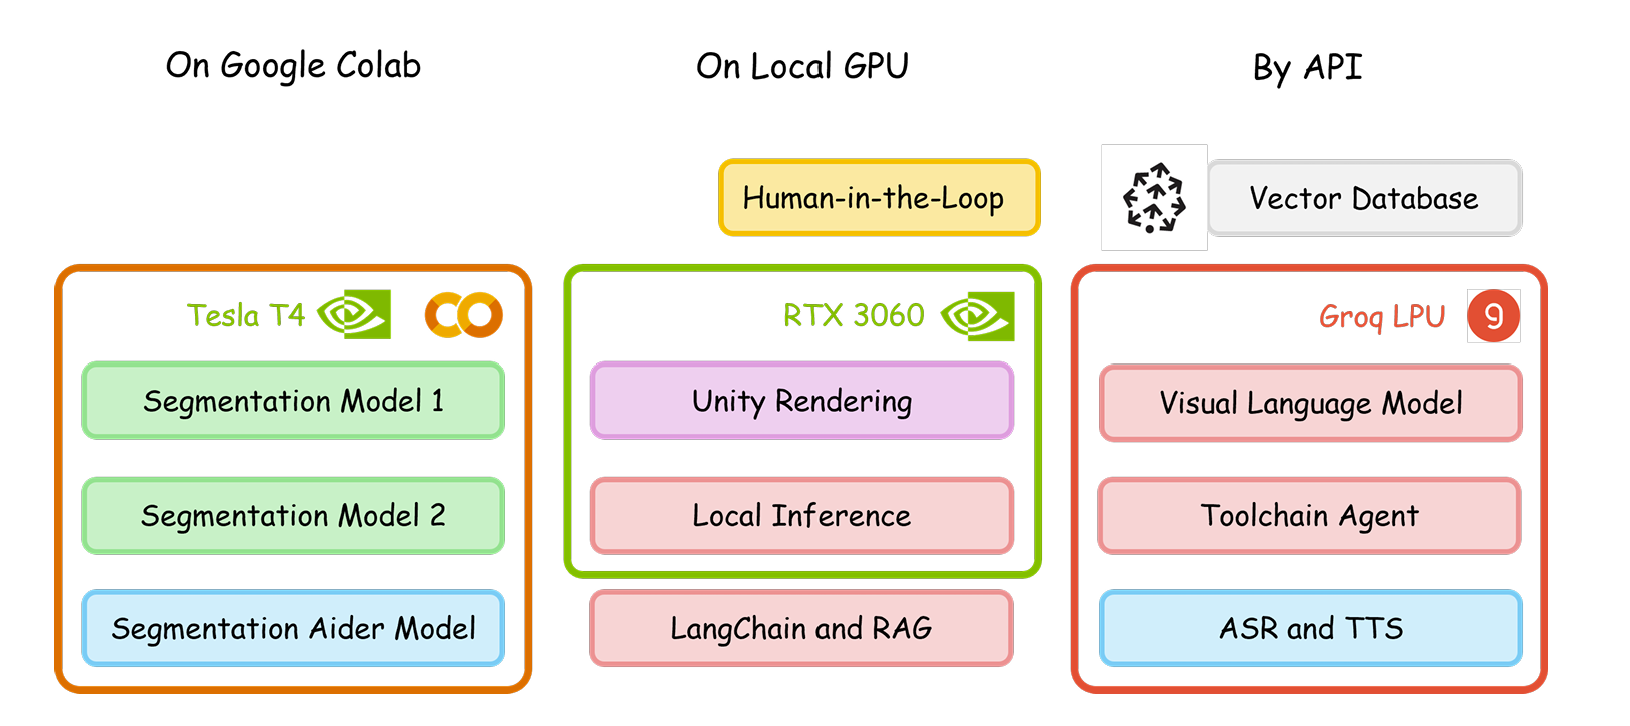 On Google Colab
On Local GPU
By API
Human-in-the-Loop
Vector Database
Tesla T4
RTX 3060
Groq LPU
g
Segmentation Model 1
Unity Rendering
Visual Language Model
Segmentation Model 2
Local Inference
Toolchain Agent
Segmentation Aider Model
LangChain and RAG
ASR and TTS